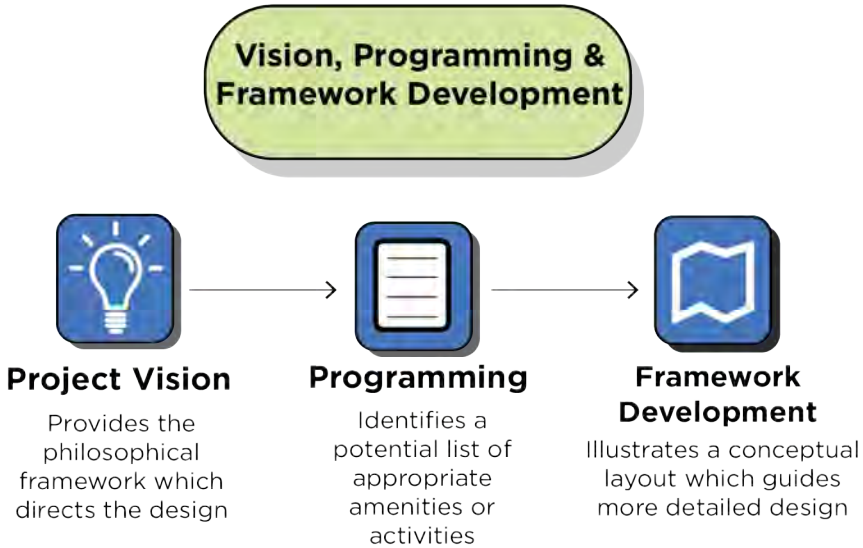 Vision, Programming &
Framework Development
Project Vision
Provides the
philosophical
framework which
directs the design
Programming
Identifies a
potential list of
appropriate
amenities or
activities
Framework
Development
Illustrates a conceptual
layout which guides
more detailed design